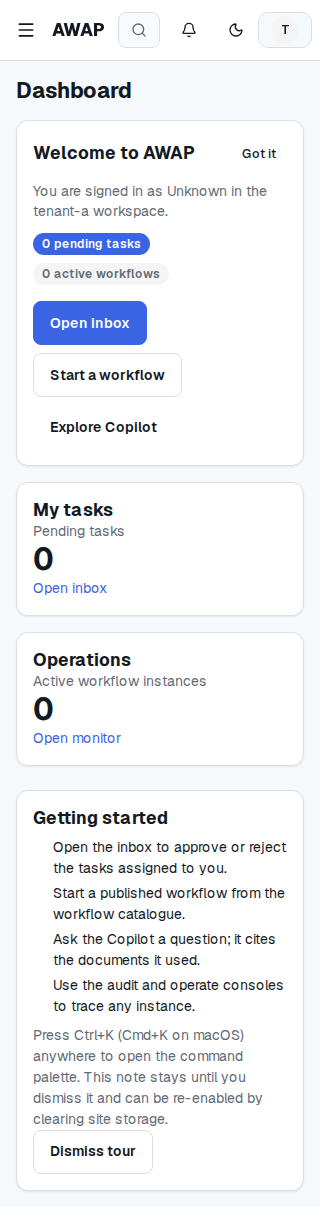 AWAP
T
Dashboard
Welcome to AWAP
Got it
You are signed in as Unknown in the
tenant-a workspace.
0 pending tasks
0 active workflows
Open inbox
Start a workflow
Explore Copilot
My tasks
Pending tasks
0
Open inbox
Operations
Active workflow instances
0
Open monitor
Getting started
Open the inbox to approve or reject
the tasks assigned to you.
Start a published workflow from the
workflow catalogue.
Ask the Copilot a question; it cites
the documents it used.
Use the audit and operate consoles
to trace any instance.
Press Ctrl+K (Cmd+K on macOS)
anywhere to open the command
palette. This note stays until you
dismiss it and can be re-enabled by
clearing site storage.
Dismiss tour